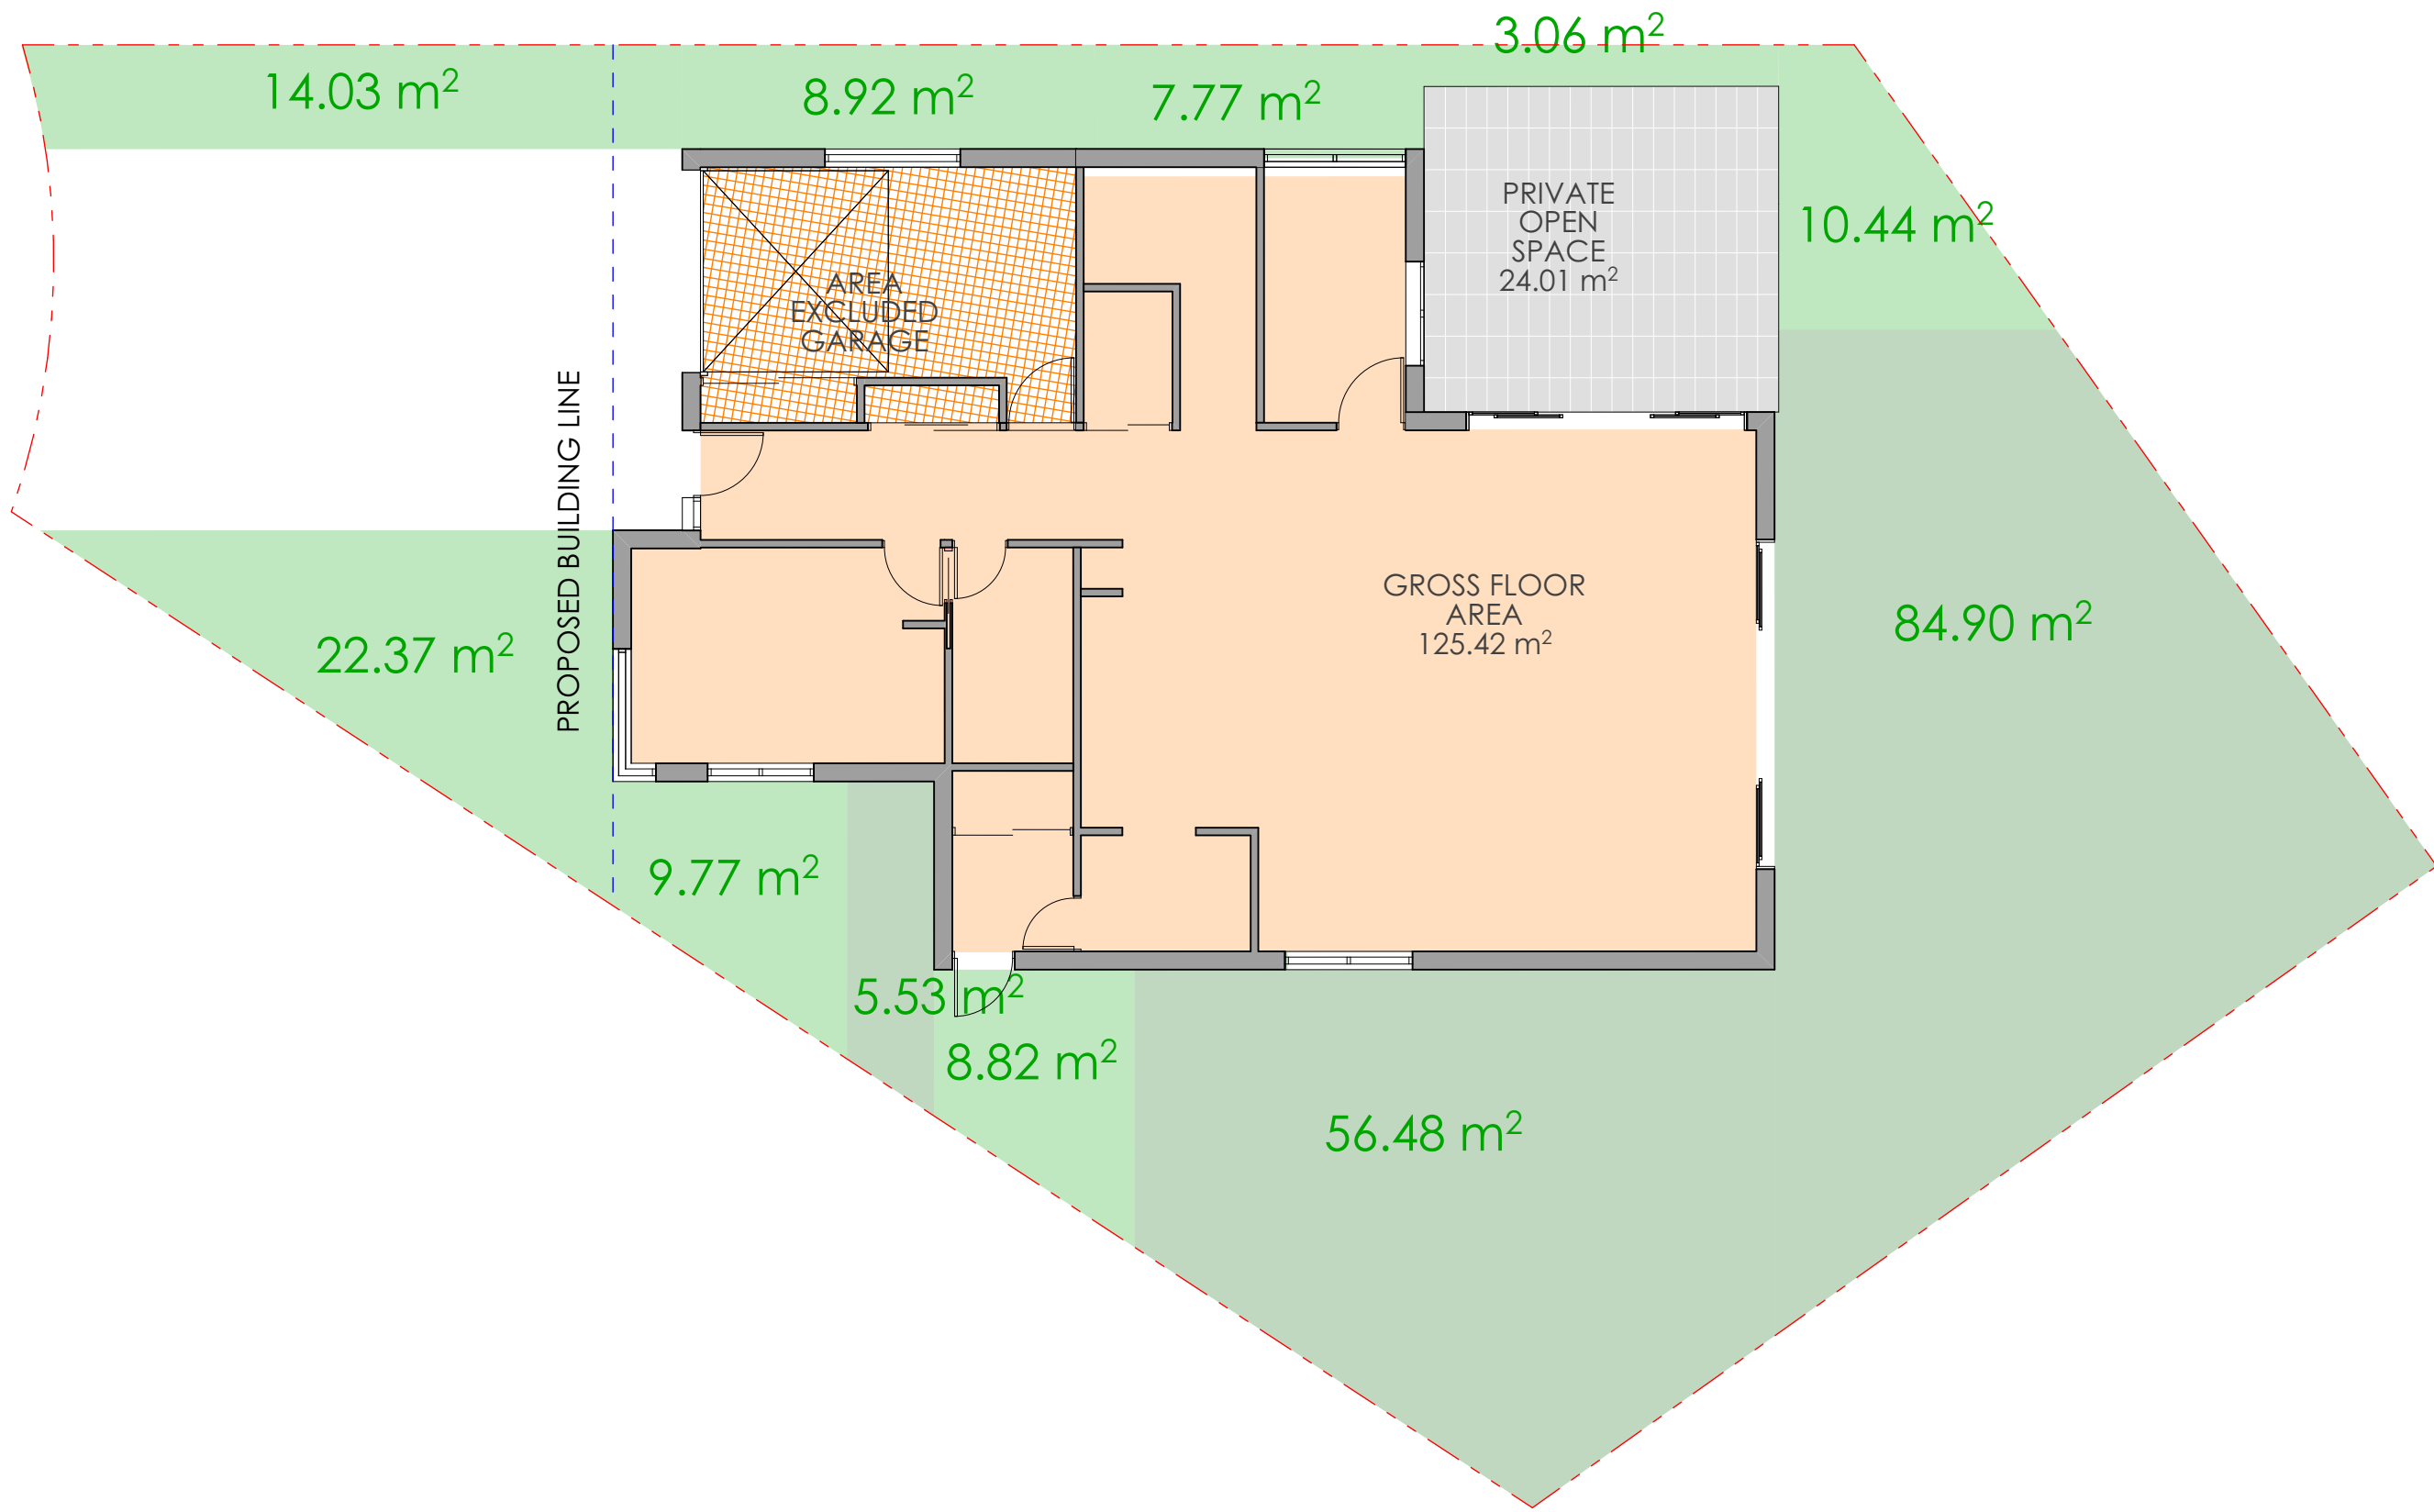 3.06 m²
14.03 m²
8.92 m²
7.77 m²
PRIVATE
OPEN
SPACE
24.01 m²
10.44 m²
AREA
EXCLUDED
GARAGE
PROPOSED BUILDING LINE
GROSS FLOOR
AREA
125.42 m²
84.90 m²
22.37 m²
9.77 m²
5.53 m²
8.82 m²
56.48 m²